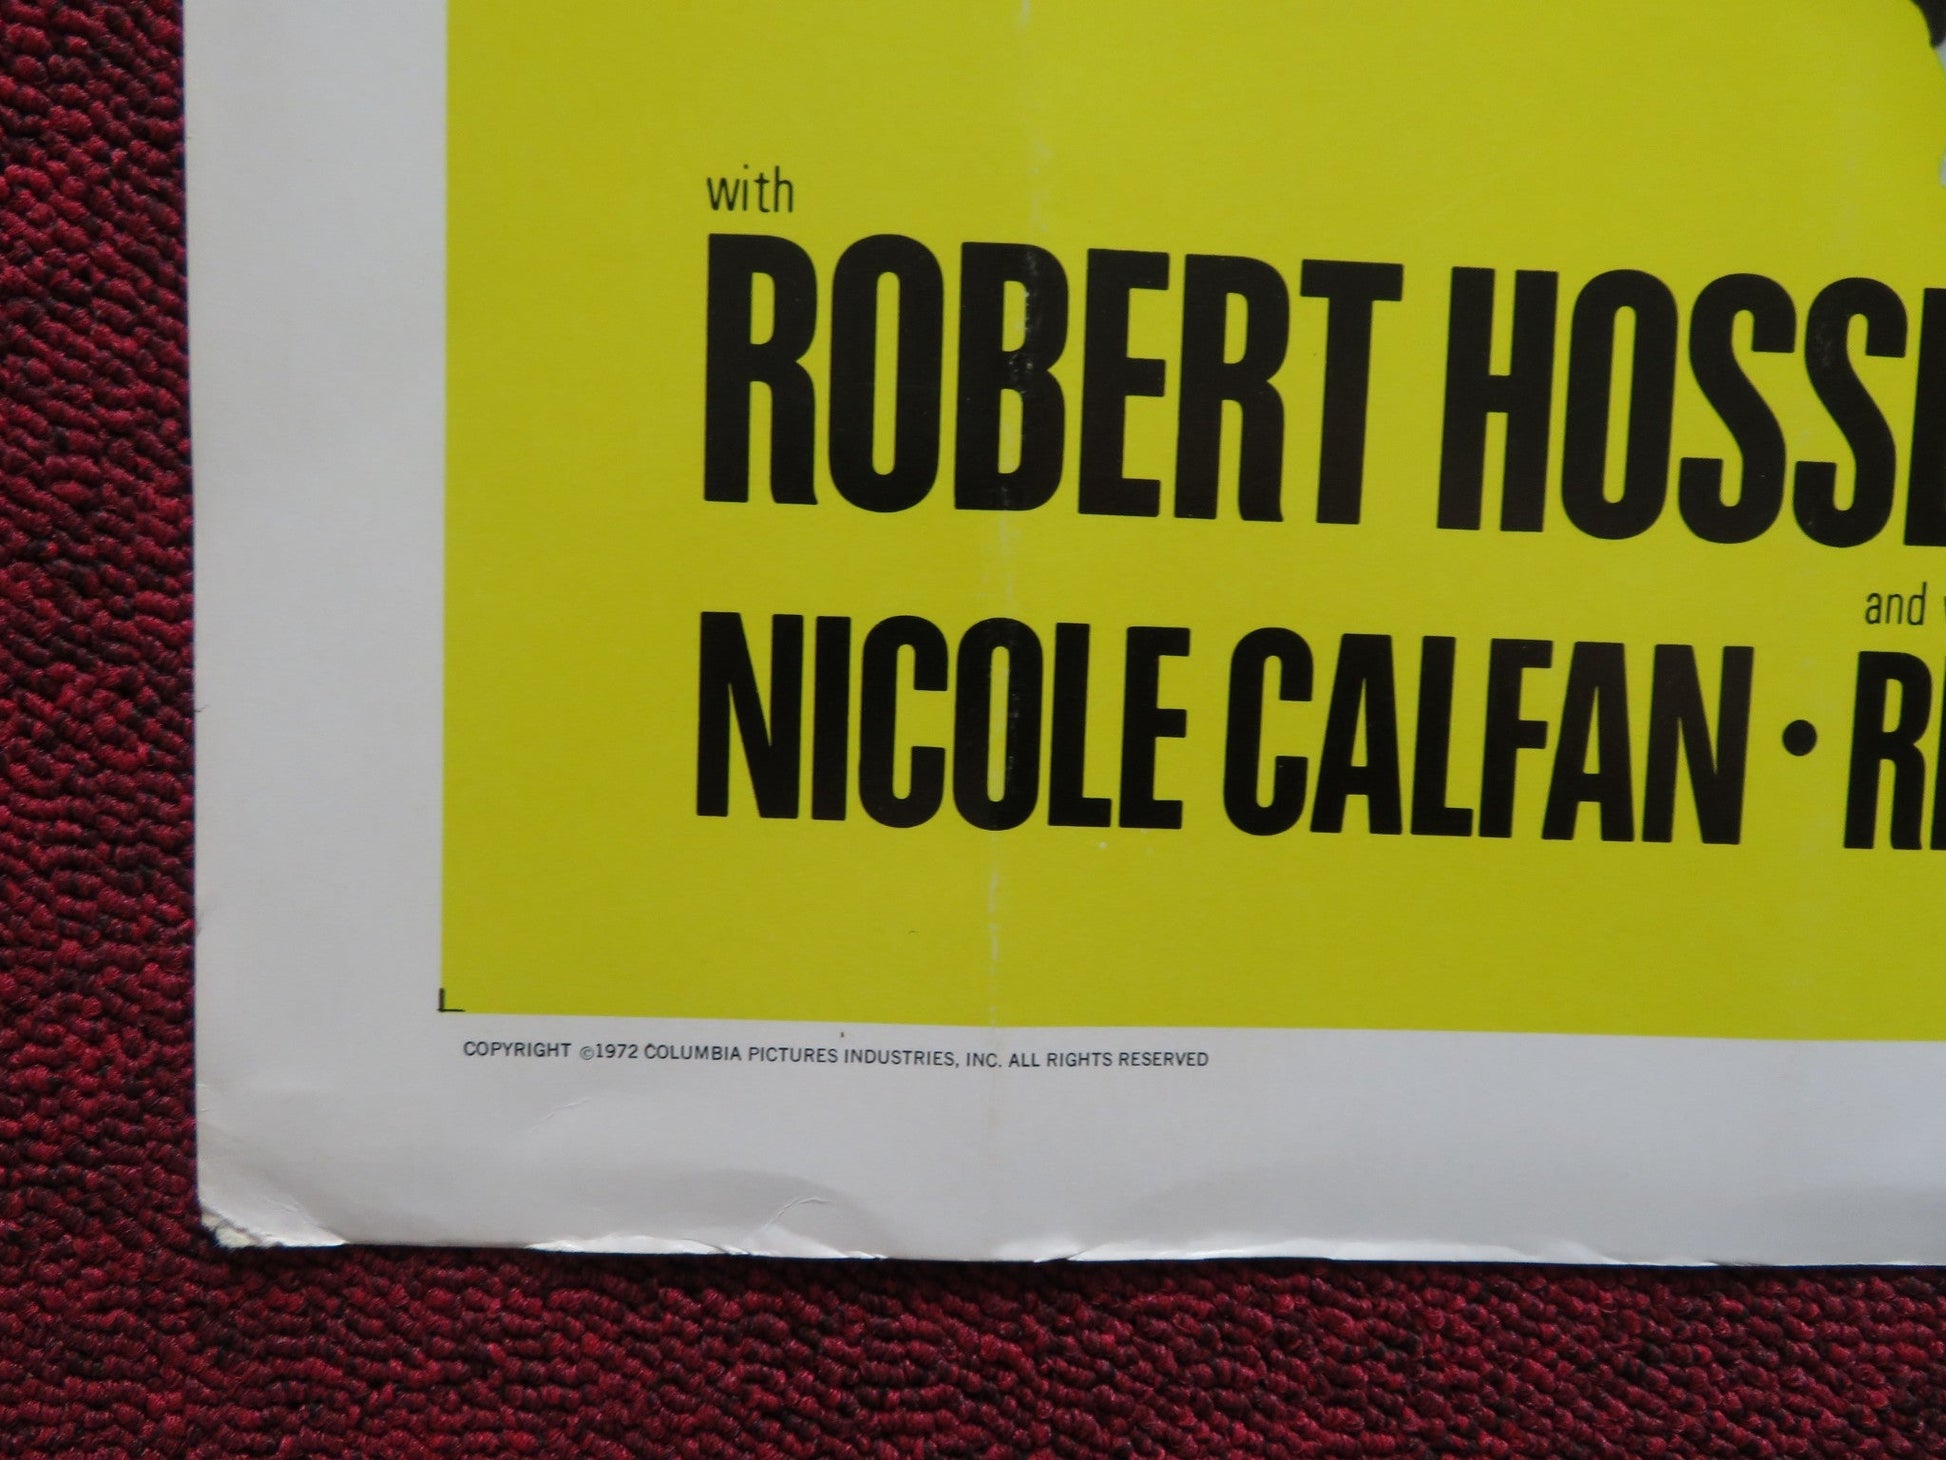 with
ROBERT HOSS
and
NICOLE CALFAN • R
COPYRIGHT ©1972 COLUMBIA PICTURES INDUSTRIES, INC. ALL RIGHTS RESERVED